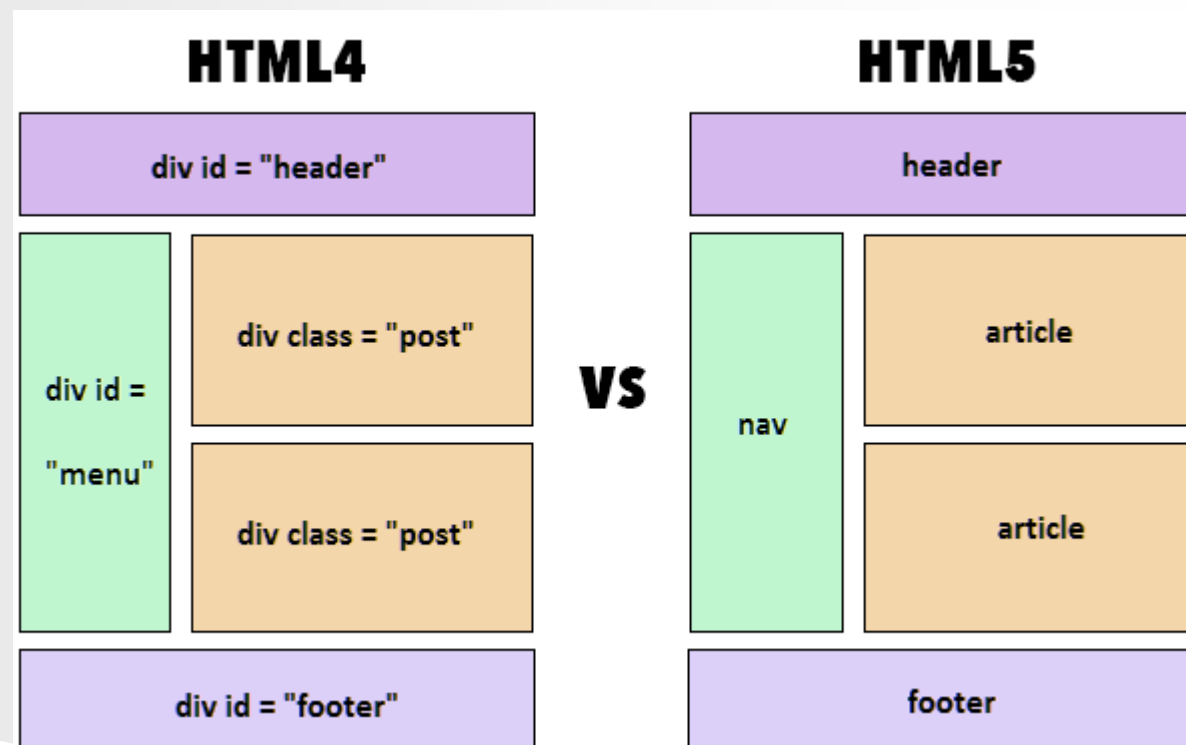 HTML4
div id = "header"
div id =
"menu"
div class = "post"
div class = "post"
div id = "footer"
VS
HTML5
header
nav
article
article
footer